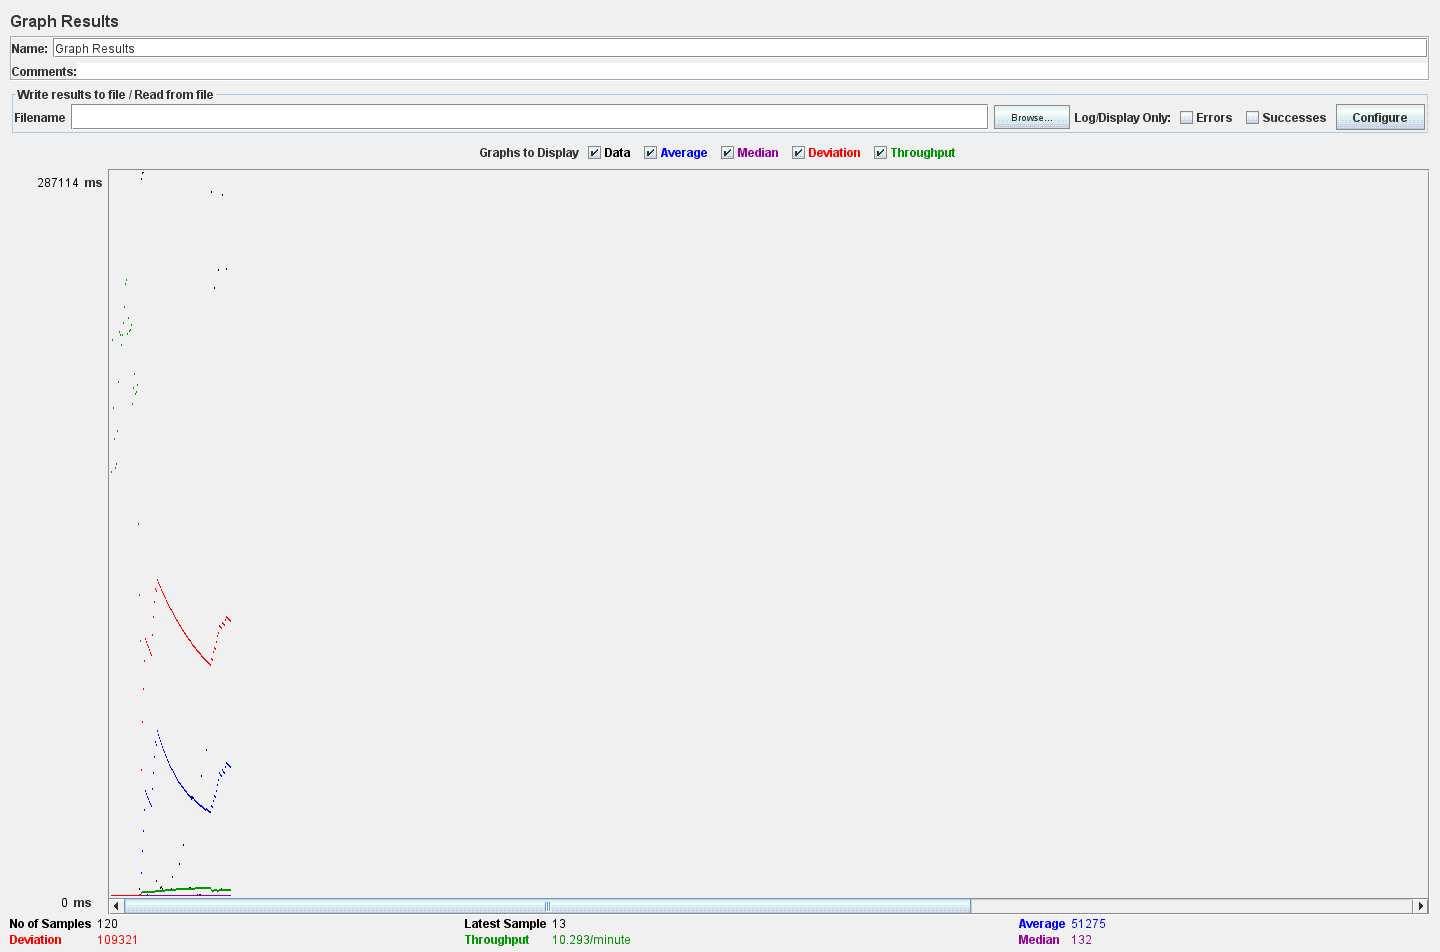 Graph Results
Name: Graph Results
Comments:
Write results to file / Read from file
Filename Browse... Log/Display Only: Errors Successes Configure
Graphs to Display Data Average Median Deviation Throughput
287114 ms
0 ms
No of Samples 120 Latest Sample 13 Average 51275
Deviation 109321 Throughput 10.293/minute Median 132